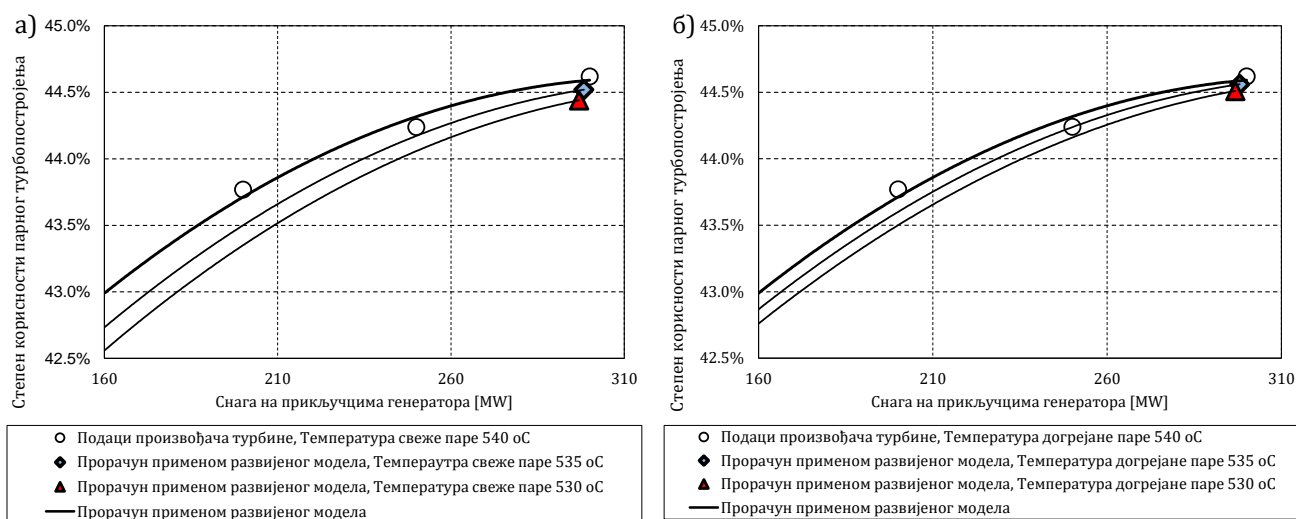 а)
45.0%
44.5%
44.0%
43.5%
43.0%
42.5%
Степен корисности парног турбопостројења
160
210
260
310
Снага на прикључцима генератора [MW]
Подаци произвођача турбине, Температура свеже паре 540 оС
Прорачун применом развијеног модела, Темпераутра свеже паре 535 оС
Прорачун применом развијеног модела, Температура свеже паре 530 оС
Прорачун применом развијеног модела
б)
45.0%
44.5%
44.0%
43.5%
43.0%
42.5%
Степен корисности парног турбопостројења
160
210
260
310
Снага на прикључцима генератора [MW]
Подаци произвођача турбине, Температура догрејане паре 540 оС
Прорачун применом развијеног модела, Температура догрејане паре 535 оС
Прорачун применом развијеног модела, Температура догрејане паре 530 оС
Прорачун применом развијеног модела